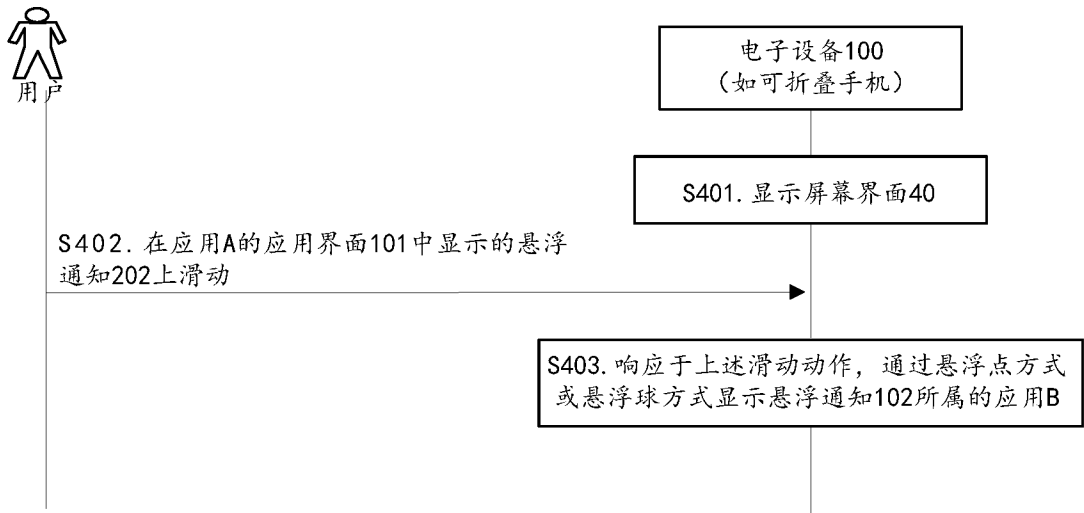 用户
电子设备100
（如可折叠手机）
S401. 显示屏幕界面40
S402. 在应用A的应用界面101中显示的悬浮
通知202上滑动
S403. 响应于上述滑动动作，通过悬浮点方式
或悬浮球方式显示悬浮通知102所属的应用B